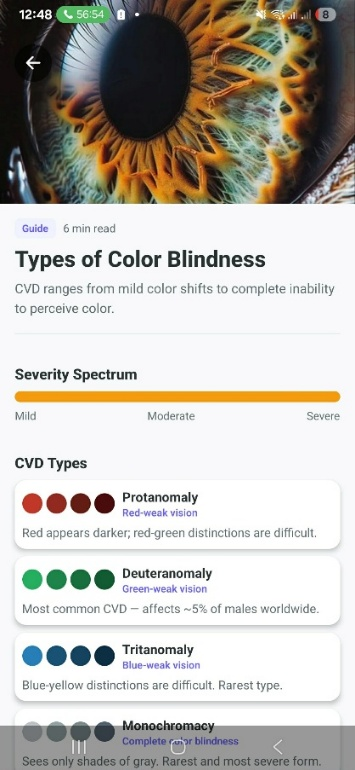 12:48 56:54 8
Guide 6 min read
Types of Color Blindness
CVD ranges from mild color shifts to complete inability
to perceive color.
Severity Spectrum
Mild Moderate Severe
CVD Types
Protanomaly
Red-weak vision
Red appears darker; red-green distinctions are difficult.
Deuteranomaly
Green-weak vision
Most common CVD — affects ~5% of males worldwide.
Tritanomaly
Blue-weak vision
Blue-yellow distinctions are difficult. Rarest type.
Monochromacy
Complete color blindness
Sees only shades of gray. Rarest and most severe form.